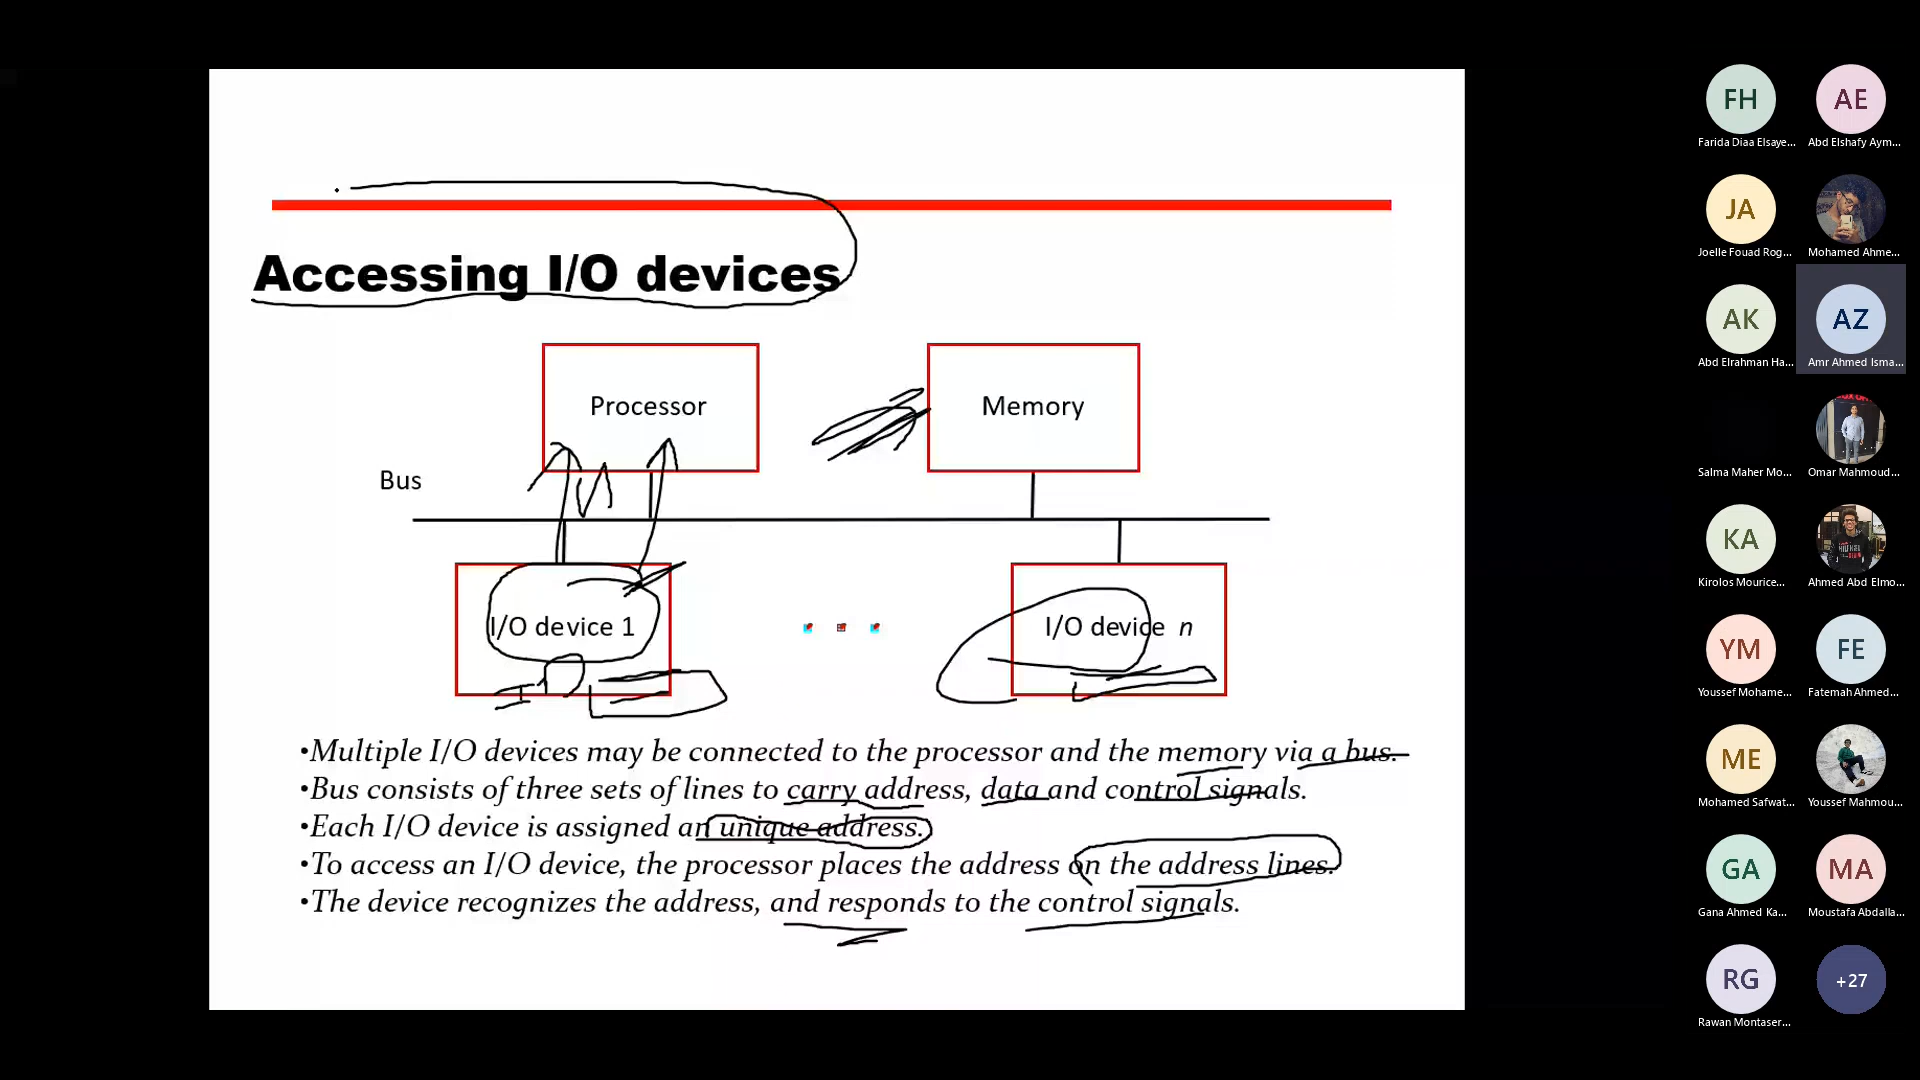 Accessing I/O devices
Processor
Memory
Bus
I/O device 1
I/O device n
•Multiple I/O devices may be connected to the processor and the memory via a bus.
•Bus consists of three sets of lines to carry address, data and control signals.
•Each I/O device is assigned an unique address.
•To access an I/O device, the processor places the address on the address lines.
•The device recognizes the address, and responds to the control signals.
FH
AE
Farida Diaa Elsaye...
Abd Elshafy Aym...
JA
Joelle Fouad Rog...
Mohamed Ahme...
AK
AZ
Abd Elrahman Ha...
Amr Ahmed Isma...
Salma Maher Mo...
Omar Mahmoud...
KA
Kirolos Mourice...
Ahmed Abd Elmo...
YM
FE
Youssef Mohame...
Fatemah Ahmed...
ME
Mohamed Safwat...
Youssef Mahmou...
GA
MA
Gana Ahmed Ka...
Moustafa Abdalla...
RG
+27
Rawan Montaser...